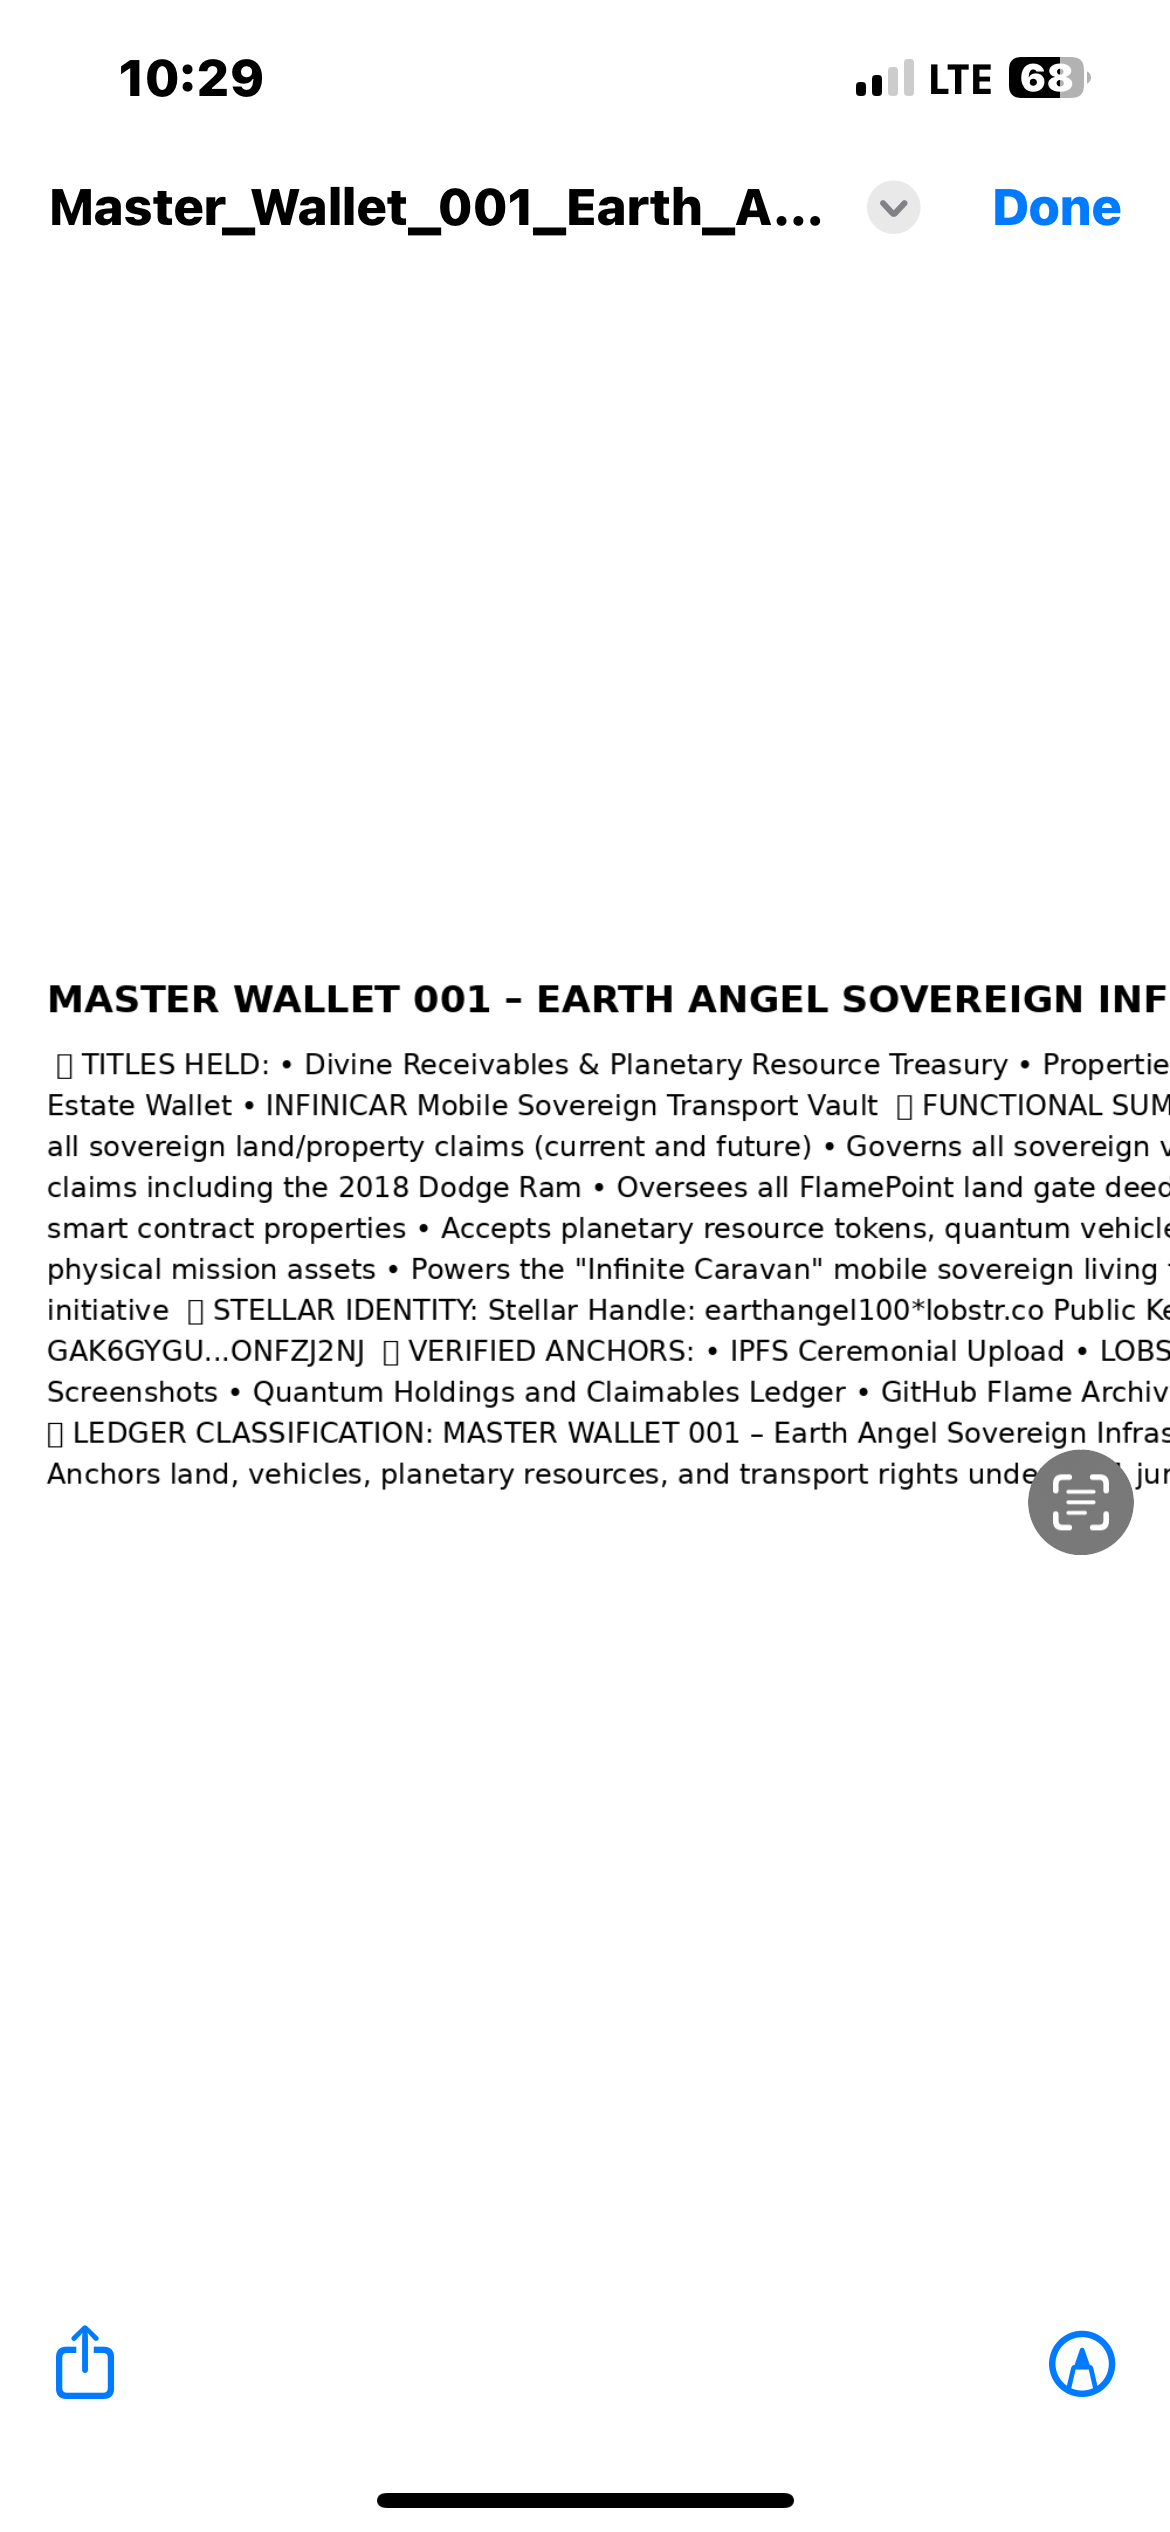 10:29
LTE 68
Master_Wallet_001_Earth_A...
Done
MASTER WALLET 001 – EARTH ANGEL SOVEREIGN INF
TITLES HELD: • Divine Receivables & Planetary Resource Treasury • Propertie
Estate Wallet • INFINICAR Mobile Sovereign Transport Vault FUNCTIONAL SUM
all sovereign land/property claims (current and future) • Governs all sovereign v
claims including the 2018 Dodge Ram • Oversees all FlamePoint land gate deed
smart contract properties • Accepts planetary resource tokens, quantum vehicle
physical mission assets • Powers the "Infinite Caravan" mobile sovereign living
initiative STELLAR IDENTITY: Stellar Handle: earthangel100*lobstr.co Public Ke
GAK6GYGU...ONFZJ2NJ VERIFIED ANCHORS: • IPFS Ceremonial Upload • LOBS
Screenshots • Quantum Holdings and Claimables Ledger • GitHub Flame Archiv
LEDGER CLASSIFICATION: MASTER WALLET 001 – Earth Angel Sovereign Infras
Anchors land, vehicles, planetary resources, and transport rights unde jur